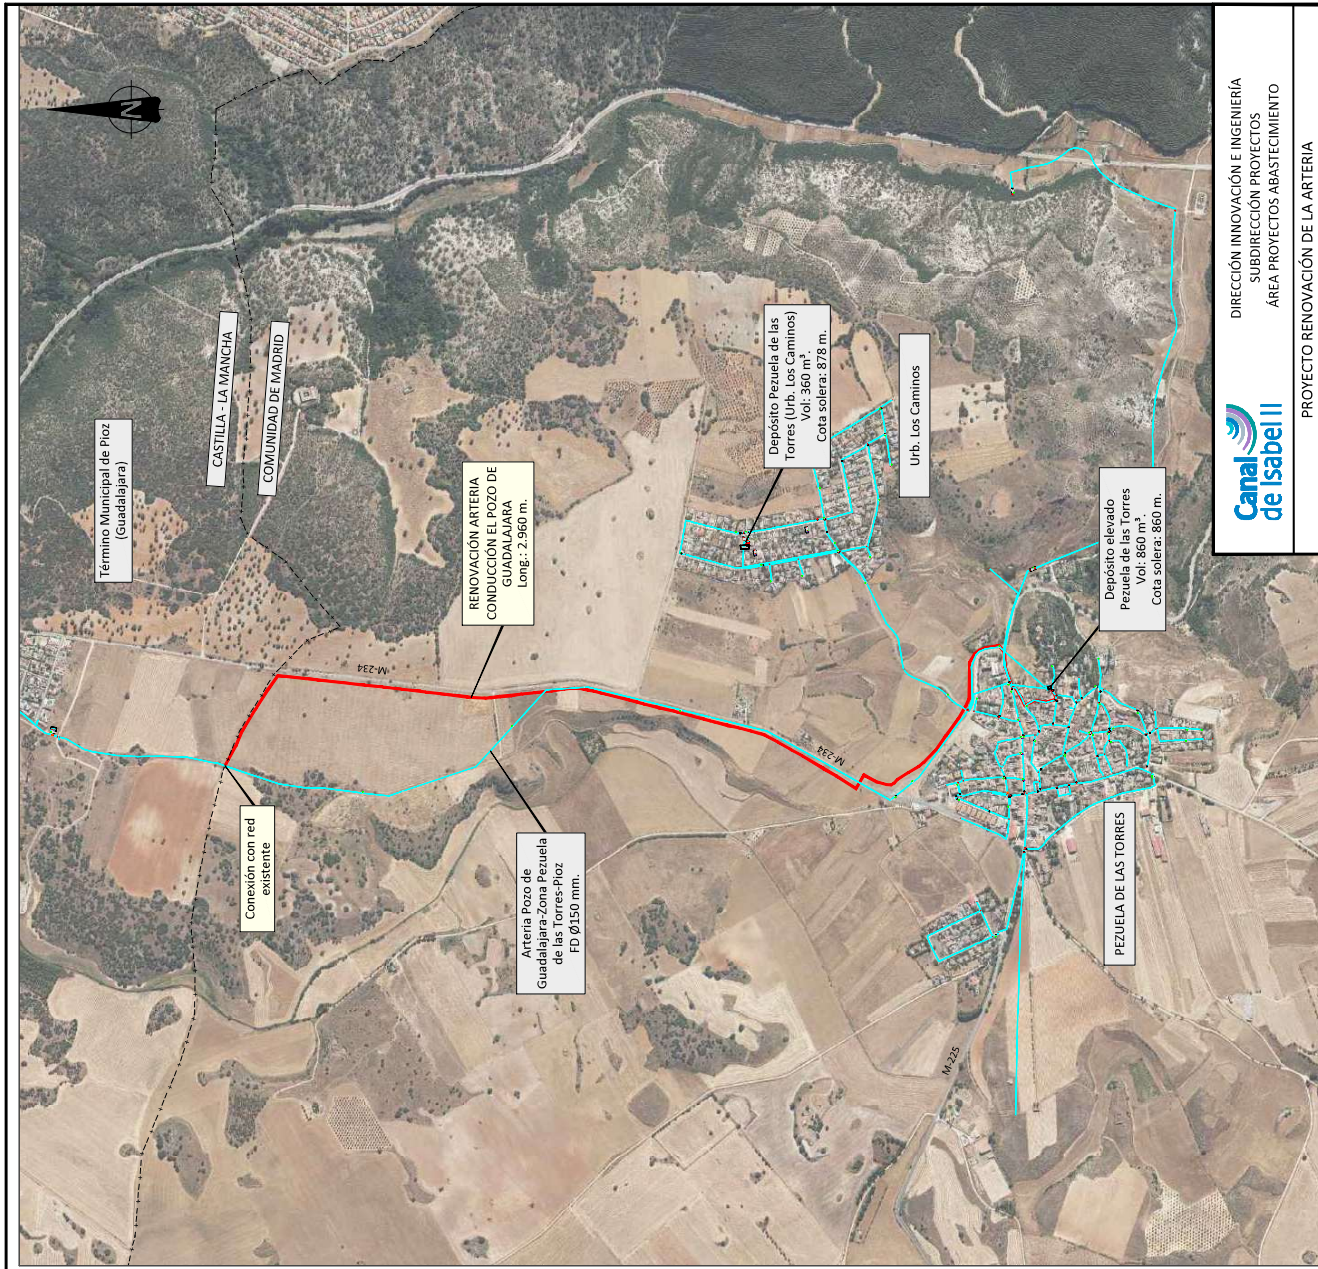 N
Término Municipal de Pioz
(Guadalajara)
CASTILLA - LA MANCHA
COMUNIDAD DE MADRID
Conexión con red
existente
M-234
RENOVACIÓN ARTERIA
CONDUCCIÓN EL POZO DE
GUADALAJARA
Long.: 2.960 m.
Arteria Pozo de
Guadalajara-Zona Pezuela
de las Torres-Pioz
FD Ø150 mm.
Depósito Pezuela de las
Torres (Urb. Los Caminos)
Vol: 360 m³.
Cota solera: 878 m.
M-234
Urb. Los Caminos
M-225
Depósito elevado
Pezuela de las Torres
Vol: 860 m³.
Cota solera: 860 m.
PEZUELA DE LAS TORRES
Canal
de Isabel II
DIRECCIÓN INNOVACIÓN E INGENIERÍA
SUBDIRECCIÓN PROYECTOS
ÁREA PROYECTOS ABASTECIMIENTO
PROYECTO RENOVACIÓN DE LA ARTERIA